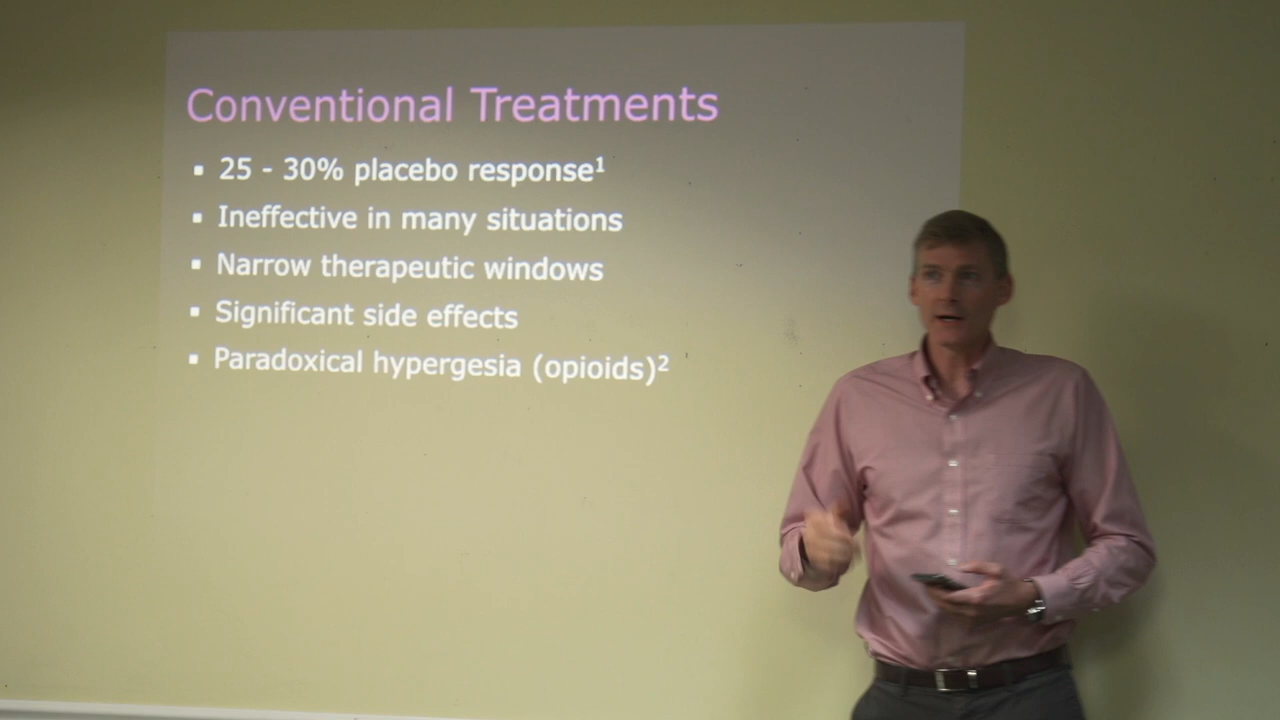 Conventional Treatments
▪ 25 - 30% placebo response¹
▪ Ineffective in many situations
▪ Narrow therapeutic windows
▪ Significant side effects
▪ Paradoxical hypergesia (opioids)²